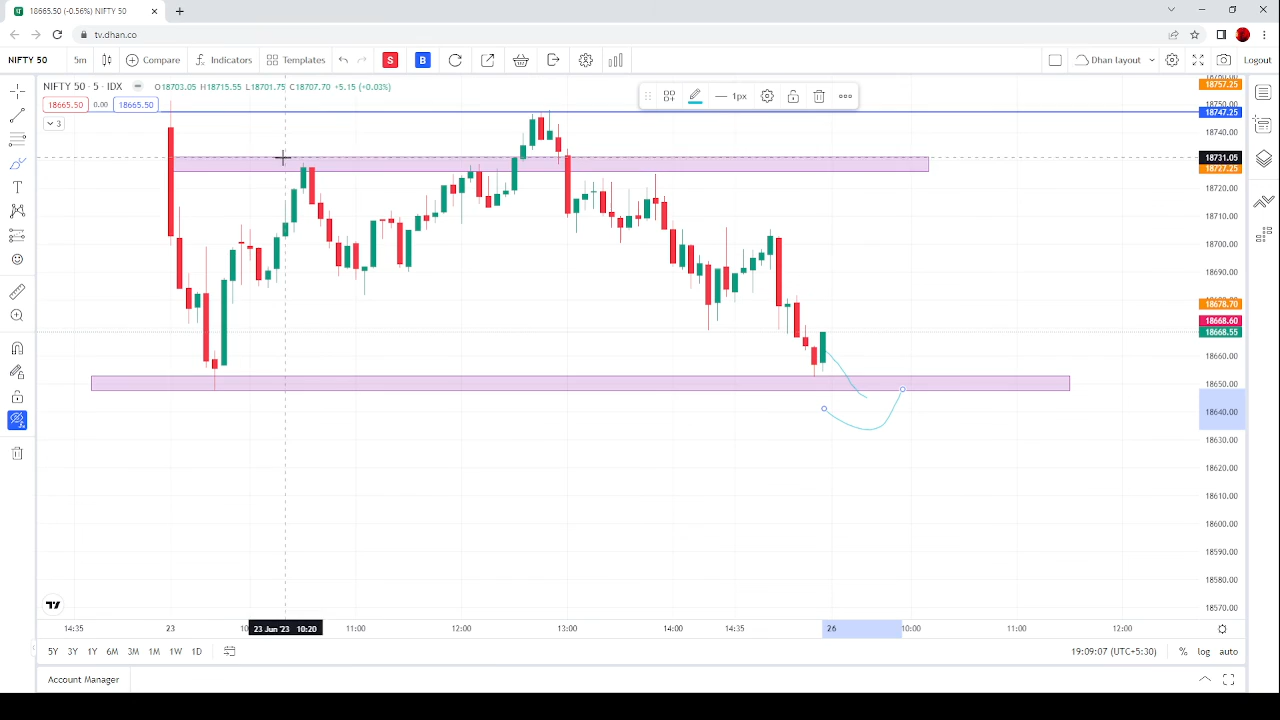 18665.50 (-0.56%) NIFTY 50
tv.dhan.co
NIFTY 50 5m Compare Indicators Templates S B Dhan layout Logout
NIFTY 50 · 5 · IDX O18703.05 H18715.55 L18701.75 C18707.70 +5.15 (+0.03%)
18665.50 0.00 18665.50
3
1px
18757.25
18750.00
18747.25
18740.00
18731.05
18727.25
18720.00
18710.00
18700.00
18690.00
18678.70
18668.60
18668.55
18660.00
18650.00
18640.00
18630.00
18620.00
18610.00
18600.00
18590.00
18580.00
18570.00
14:35 23 23 Jun '23 10:20 11:00 12:00 13:00 14:00 14:35 26 10:00 11:00 12:00
5Y 3Y 1Y 6M 3M 1M 1W 1D 19:09:07 (UTC+5:30) % log auto
Account Manager